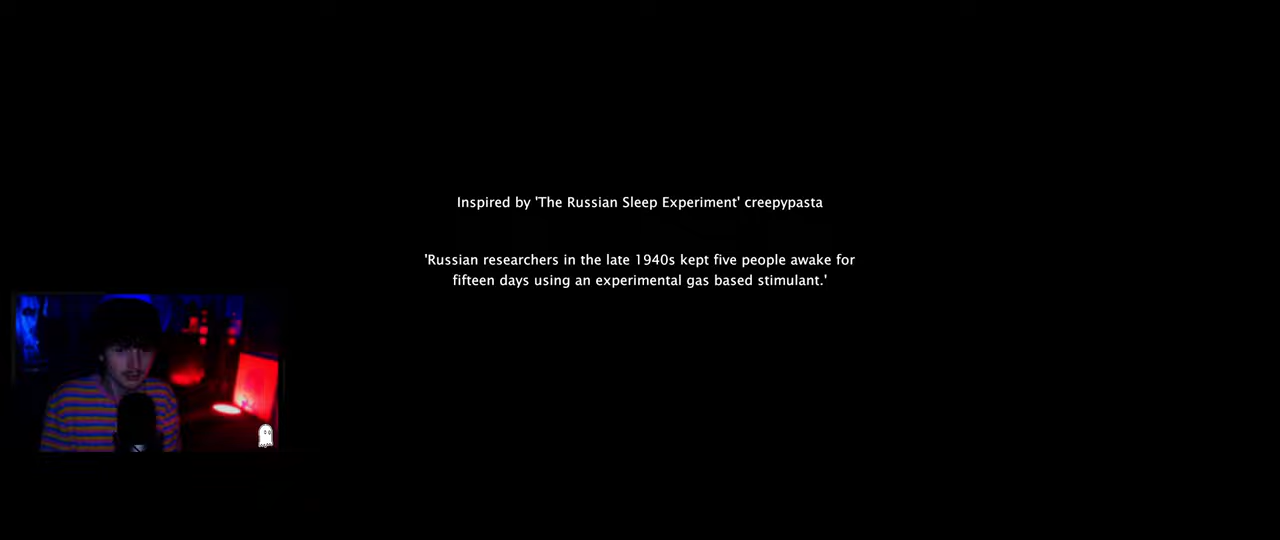 Inspired by 'The Russian Sleep Experiment' creepypasta
'Russian researchers in the late 1940s kept five people awake for
fifteen days using an experimental gas based stimulant.'